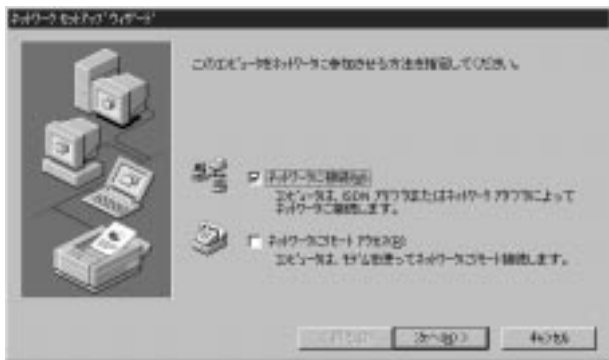 ネットワーク セットアップ ウィザード
このコンピュータをネットワークに参加させる方法を指定してください。
ネットワークに接続(W)
コンピュータは、ISDN アダプタまたはネットワーク アダプタによって
ネットワークに接続します。
ネットワークにリモート アクセス(R)
コンピュータは、モデムを使ってネットワークにリモート接続します。
< 戻る(B)
次へ(N) >
キャンセル